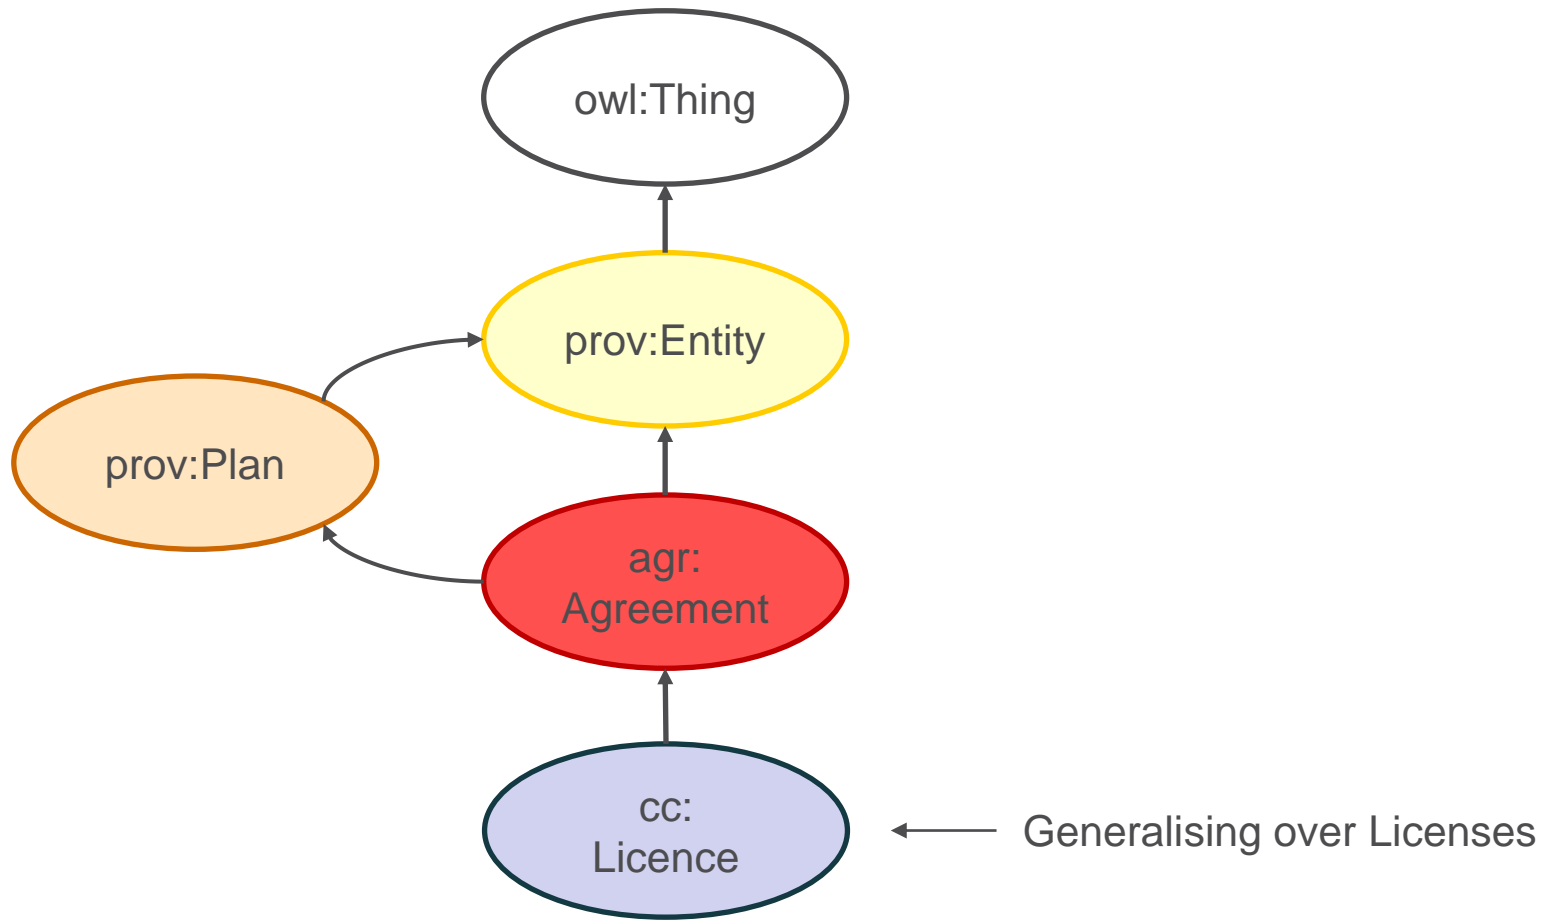 owl:Thing
prov:Entity
prov:Plan
agr:
Agreement
cc:
Licence
Generalising over Licenses